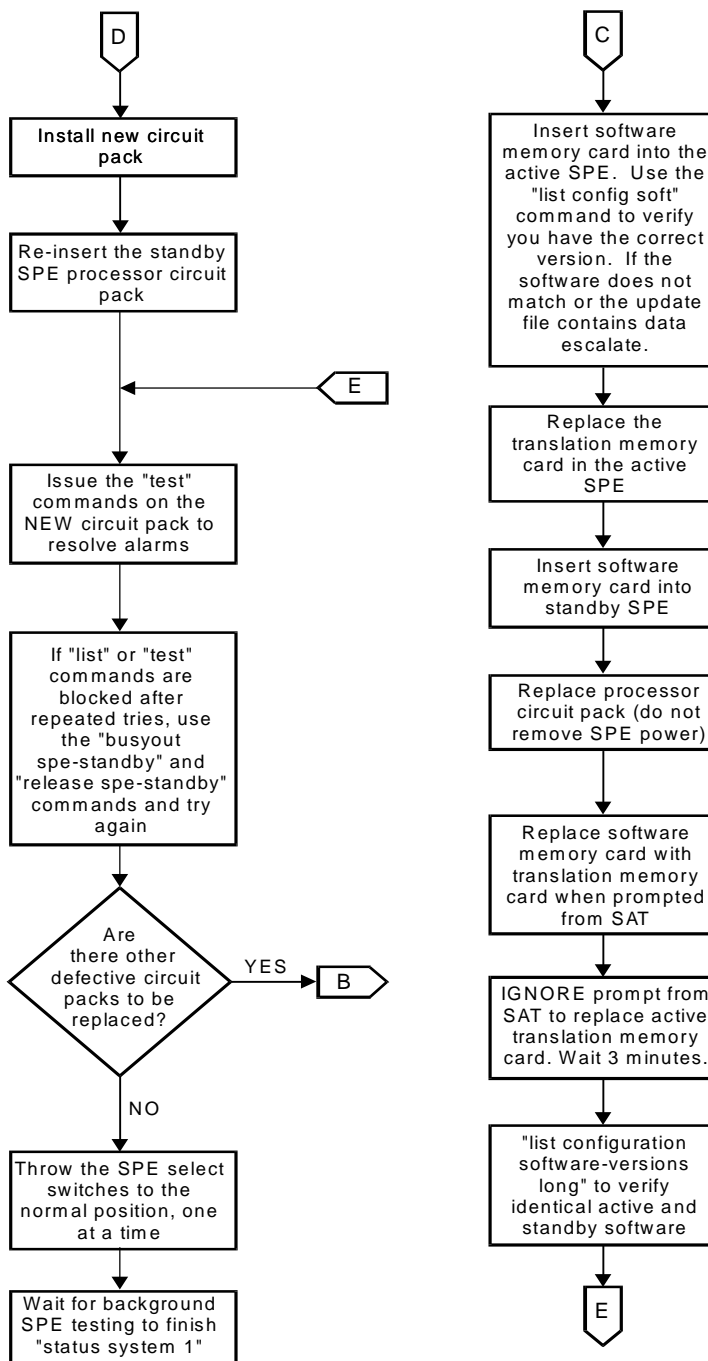 D
Install new circuit
pack
Re-insert the standby
SPE processor circuit
pack
E
Issue the "test"
commands on the
NEW circuit pack to
resolve alarms
If "list" or "test"
commands are
blocked after
repeated tries, use
the "busyout
spe-standby" and
"release spe-standby"
commands and try
again
Are
there other
defective circuit
packs to be
replaced?
YES
B
NO
Throw the SPE select
switches to the
normal position, one
at a time
Wait for background
SPE testing to finish
"status system 1"
C
Insert software
memory card into the
active SPE. Use the
"list config soft"
command to verify
you have the correct
version. If the
software does not
match or the update
file contains data
escalate.
Replace the
translation memory
card in the active
SPE
Insert software
memory card into
standby SPE
Replace processor
circuit pack (do not
remove SPE power)
Replace software
memory card with
translation memory
card when prompted
from SAT
IGNORE prompt from
SAT to replace active
translation memory
card. Wait 3 minutes.
"list configuration
software-versions
long" to verify
identical active and
standby software
E